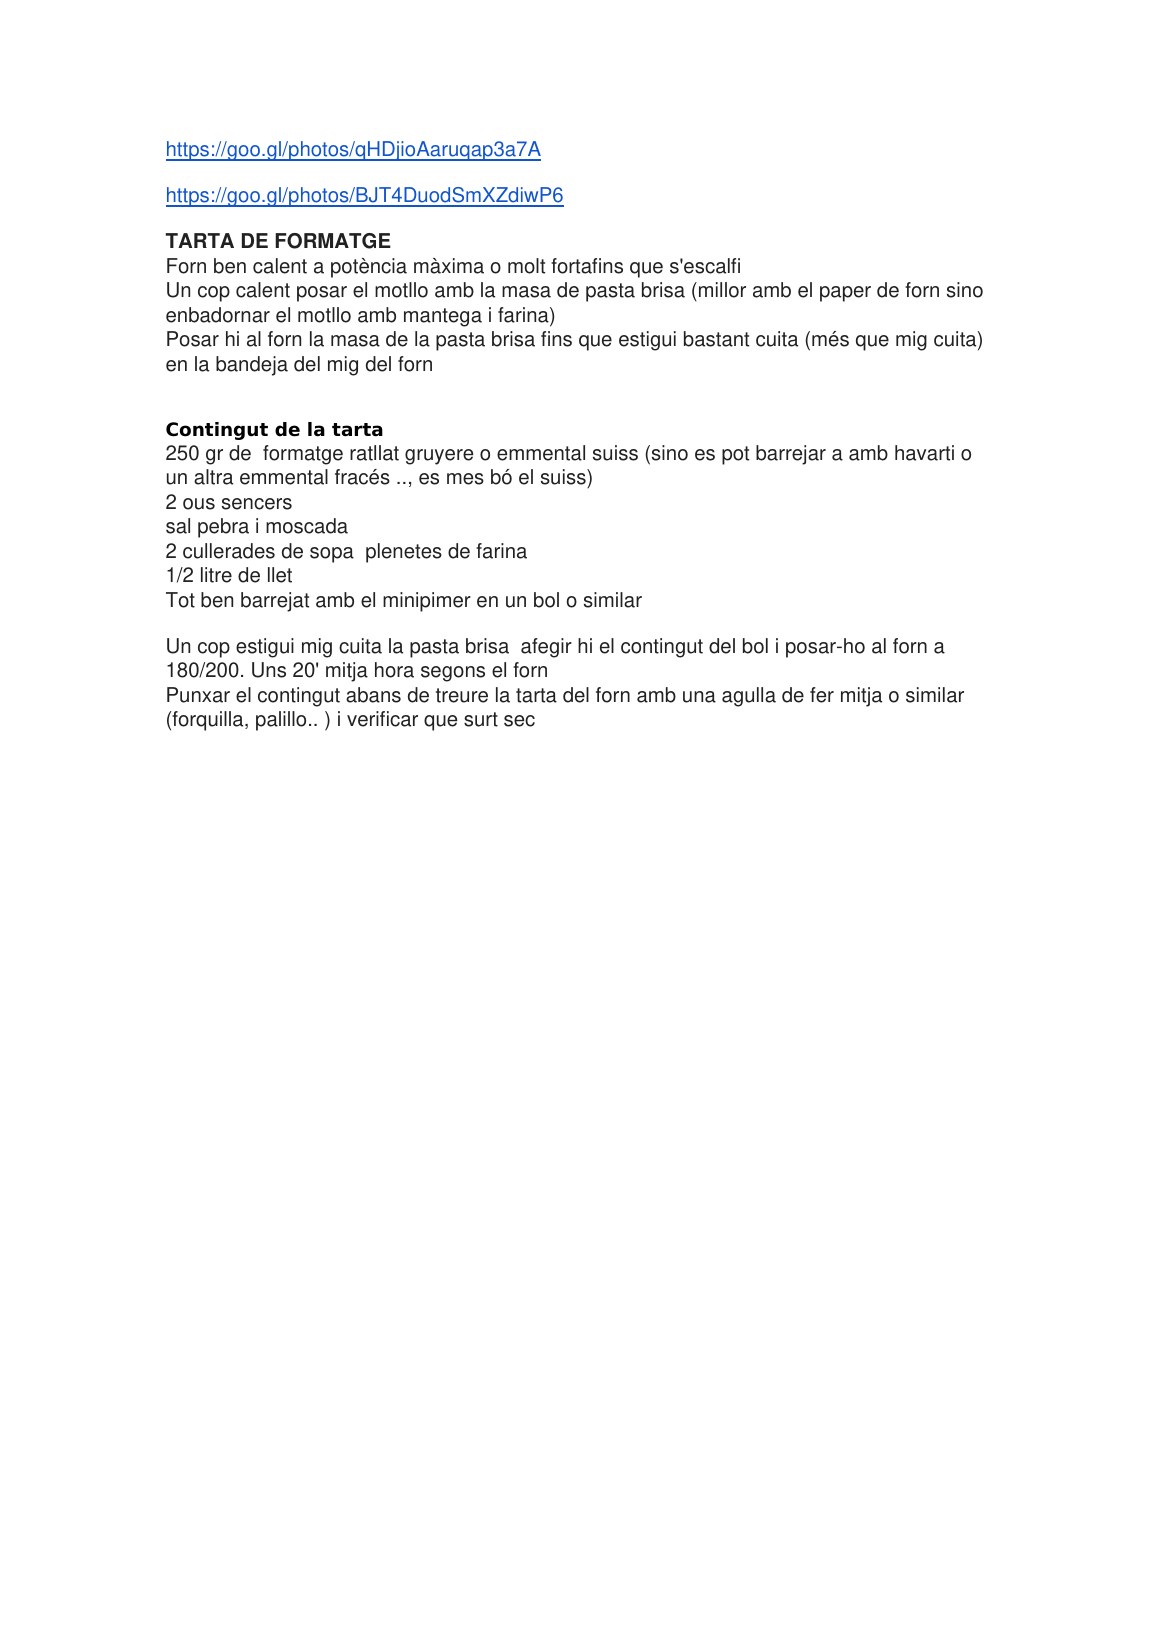 https://goo.gl/photos/qHDjioAaruqap3a7A
https://goo.gl/photos/BJT4DuodSmXZdiwP6
TARTA DE FORMATGE
Forn ben calent a potència màxima o molt fortafins que s'escalfi
Un cop calent posar el motllo amb la masa de pasta brisa (millor amb el paper de forn sino
enbadornar el motllo amb mantega i farina)
Posar hi al forn la masa de la pasta brisa fins que estigui bastant cuita (més que mig cuita)
en la bandeja del mig del forn
Contingut de la tarta
250 gr de  formatge ratllat gruyere o emmental suiss (sino es pot barrejar a amb havarti o
un altra emmental fracés .., es mes bó el suiss)
2 ous sencers
sal pebra i moscada
2 cullerades de sopa  plenetes de farina
1/2 litre de llet
Tot ben barrejat amb el minipimer en un bol o similar
Un cop estigui mig cuita la pasta brisa  afegir hi el contingut del bol i posar-ho al forn a
180/200. Uns 20' mitja hora segons el forn
Punxar el contingut abans de treure la tarta del forn amb una agulla de fer mitja o similar
(forquilla, palillo.. ) i verificar que surt sec